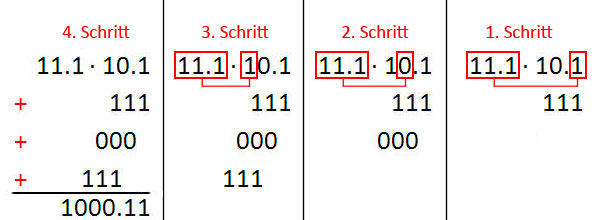 4. Schritt 3. Schritt 2. Schritt 1. Schritt
11.1 · 10.1 11.1 · 10.1 11.1 · 10.1 11.1 · 10.1
+ 111 111 111 111
+ 000 000 000
+ 111 111
1000.11